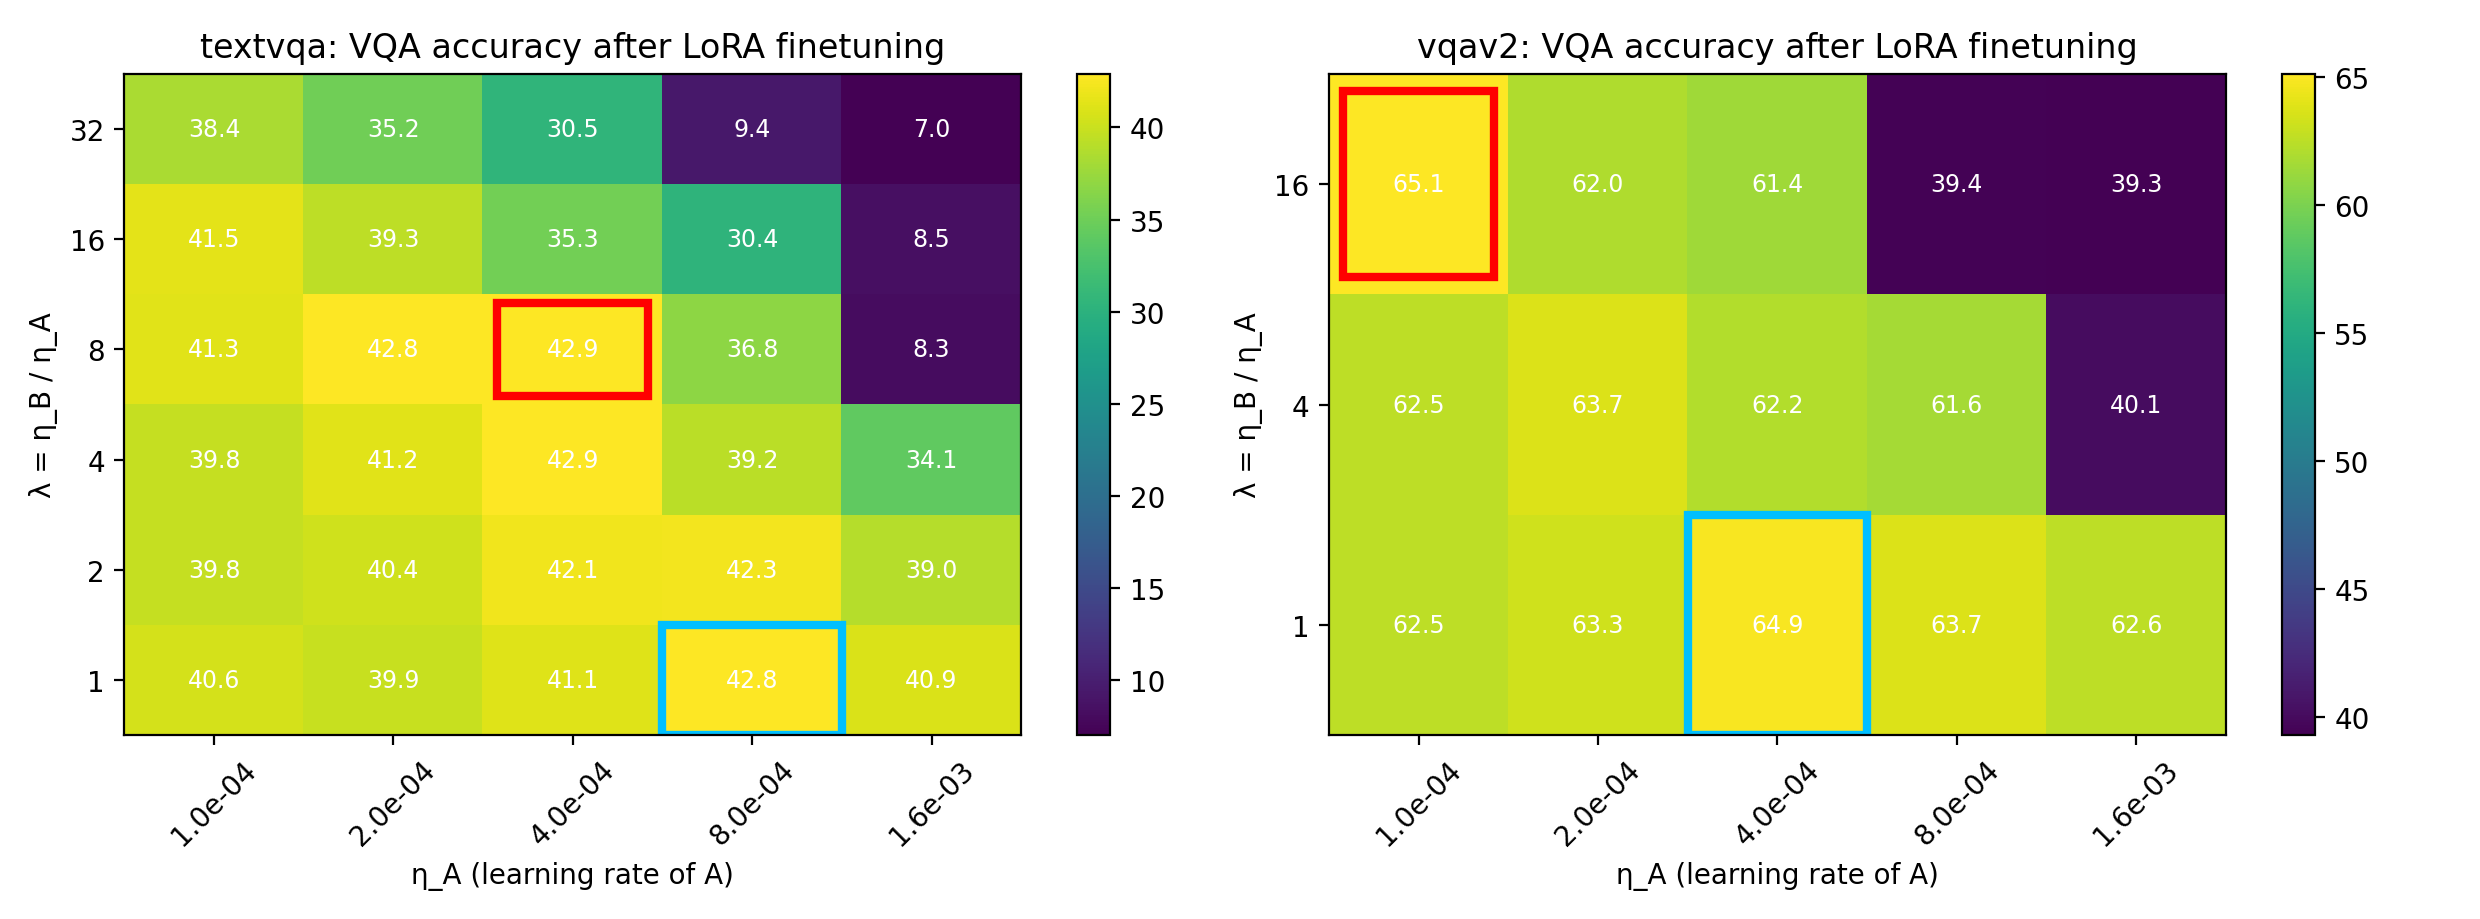 textvqa: VQA accuracy after LoRA finetuning
λ = η_B / η_A
32
38.4 35.2 30.5 9.4 7.0
16
41.5 39.3 35.3 30.4 8.5
8
41.3 42.8 42.9 36.8 8.3
4
39.8 41.2 42.9 39.2 34.1
2
39.8 40.4 42.1 42.3 39.0
1
40.6 39.9 41.1 42.8 40.9
1.0e-04 2.0e-04 4.0e-04 8.0e-04 1.6e-03
η_A (learning rate of A)
40
35
30
25
20
15
10
vqav2: VQA accuracy after LoRA finetuning
λ = η_B / η_A
16
65.1 62.0 61.4 39.4 39.3
4
62.5 63.7 62.2 61.6 40.1
1
62.5 63.3 64.9 63.7 62.6
1.0e-04 2.0e-04 4.0e-04 8.0e-04 1.6e-03
η_A (learning rate of A)
65
60
55
50
45
40